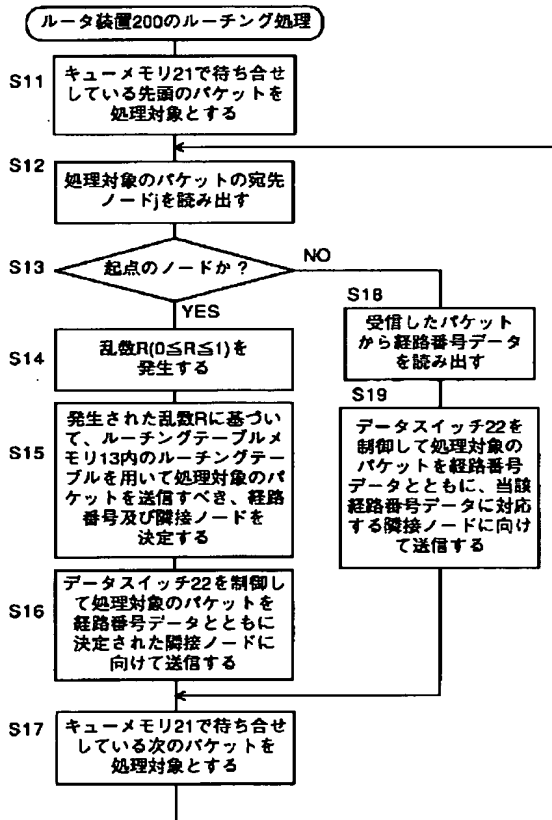 ルータ装置200のルーチング処理
S11
キューメモリ21で待ち合せ
している先頭のパケットを
処理対象とする
S12
処理対象のパケットの宛先
ノードjを読み出す
S13
起点のノードか？
NO
YES
S14
乱数R(0≦R≦1)を
発生する
S15
発生された乱数Rに基づい
て、ルーチングテーブルメ
モリ13内のルーチングテー
ブルを用いて処理対象のパ
ケットを送信すべき、経路
番号及び隣接ノードを
決定する
S16
データスイッチ22を制御し
て処理対象のパケットを
経路番号データとともに
決定された隣接ノードに
向けて送信する
S17
キューメモリ21で待ち合せ
している次のパケットを
処理対象とする
S18
受信したパケット
から経路番号データ
を読み出す
S19
データスイッチ22を
制御して処理対象の
パケットを経路番号
データとともに、当該
経路番号データに対応
する隣接ノードに向け
て送信する